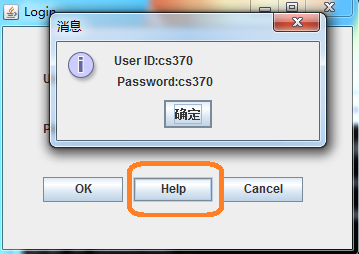 Login
消息
User ID:cs370
Password:cs370
确定
U
P
OK
Help
Cancel